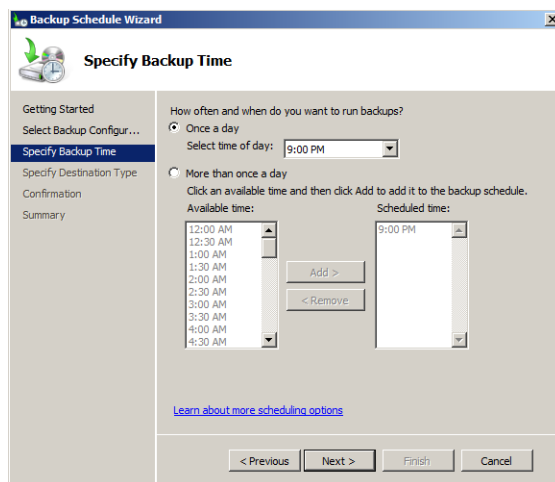 Backup Schedule Wizard
Specify Backup Time
Getting Started
Select Backup Configur...
Specify Backup Time
Specify Destination Type
Confirmation
Summary
How often and when do you want to run backups?
Once a day
Select time of day:
9:00 PM
More than once a day
Click an available time and then click Add to add it to the backup schedule.
Available time:
12:00 AM
12:30 AM
1:00 AM
1:30 AM
2:00 AM
2:30 AM
3:00 AM
3:30 AM
4:00 AM
4:30 AM
Add >
< Remove
Scheduled time:
9:00 PM
Learn about more scheduling options
< Previous
Next >
Finish
Cancel